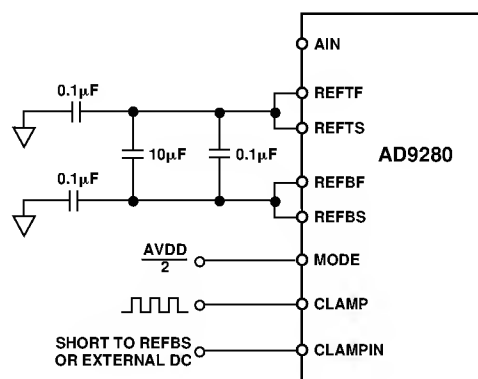 AIN
0.1μF
REFTF
REFTS
AD9280
10μF
0.1μF
0.1μF
REFBF
REFBS
AVDD
2
MODE
CLAMP
SHORT TO REFBS
OR EXTERNAL DC
CLAMPIN